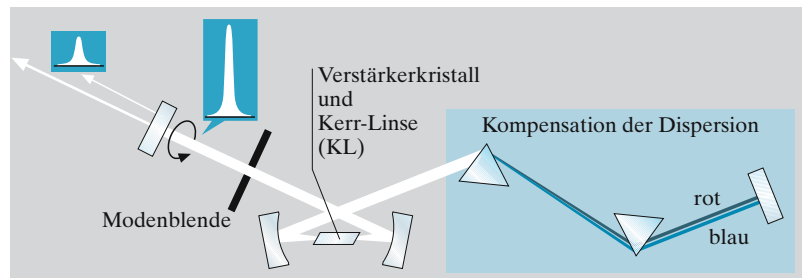 Verstärkerkristall
und
Kerr-Linse
(KL)
Kompensation der Dispersion
Modenblende
rot
blau